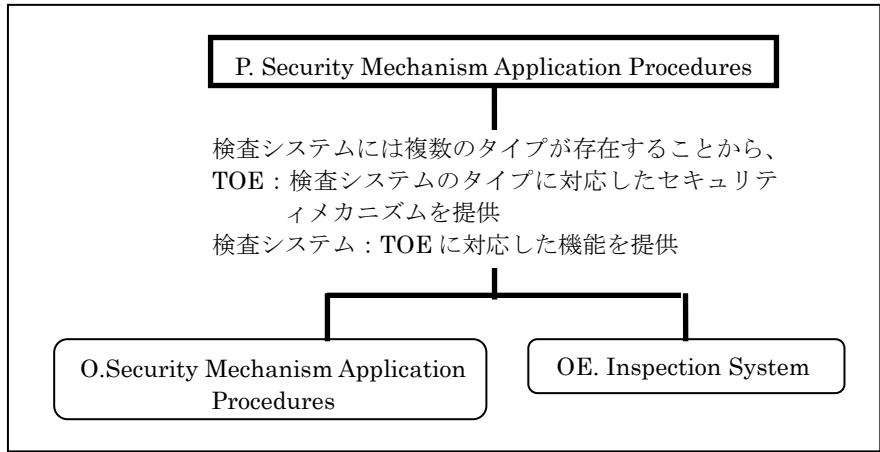 P. Security Mechanism Application Procedures
検査システムには複数のタイプが存在することから、
TOE：検査システムのタイプに対応したセキュリテ
ィメカニズムを提供
検査システム：TOE に対応した機能を提供
O.Security Mechanism Application
Procedures
OE. Inspection System